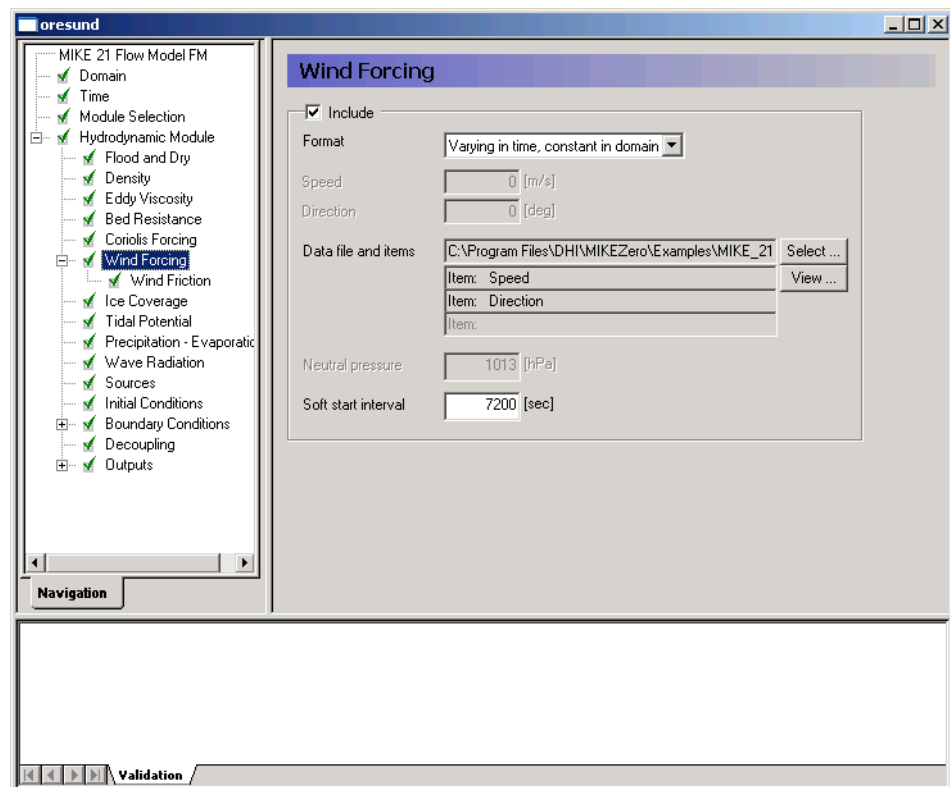 oresund
MIKE 21 Flow Model FM
Domain
Time
Module Selection
Hydrodynamic Module
Flood and Dry
Density
Eddy Viscosity
Bed Resistance
Coriolis Forcing
Wind Forcing
Wind Friction
Ice Coverage
Tidal Potential
Precipitation - Evaporatic
Wave Radiation
Sources
Initial Conditions
Boundary Conditions
Decoupling
Outputs
Navigation
Wind Forcing
Include
Format Varying in time, constant in domain
Speed 0 [m/s]
Direction 0 [deg]
Data file and items C:\Program Files\DHI\MIKEZero\Examples\MIKE_21 Select ...
Item: Speed View ...
Item: Direction
Item:
Neutral pressure 1013 [hPa]
Soft start interval 7200 [sec]
Validation